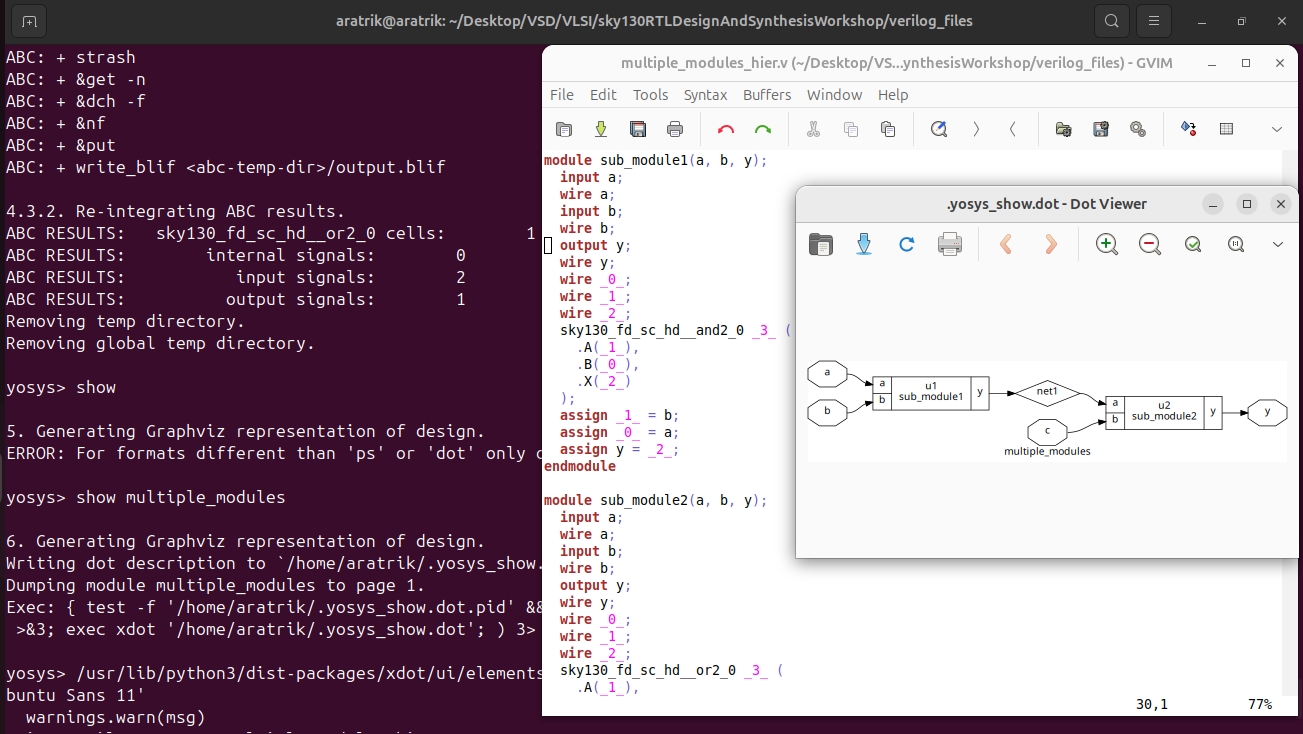 aratrik@aratrik: ~/Desktop/VSD/VLSI/sky130RTLDesignAndSynthesisWorkshop/verilog_files
ABC: + strash
ABC: + &get -n
ABC: + &dch -f
ABC: + &nf
ABC: + &put
ABC: + write_blif <abc-temp-dir>/output.blif
4.3.2. Re-integrating ABC results.
ABC RESULTS:   sky130_fd_sc_hd__or2_0 cells:        1
ABC RESULTS:        internal signals:        0
ABC RESULTS:           input signals:        2
ABC RESULTS:          output signals:        1
Removing temp directory.
Removing global temp directory.
yosys> show
5. Generating Graphviz representation of design.
ERROR: For formats different than 'ps' or 'dot' only
yosys> show multiple_modules
6. Generating Graphviz representation of design.
Writing dot description to `/home/aratrik/.yosys_show.
Dumping module multiple_modules to page 1.
Exec: { test -f '/home/aratrik/.yosys_show.dot.pid' &&
>&3; exec xdot '/home/aratrik/.yosys_show.dot'; ) 3>
yosys> /usr/lib/python3/dist-packages/xdot/ui/elements
buntu Sans 11'
  warnings.warn(msg)
multiple_modules_hier.v (~/Desktop/VS...ynthesisWorkshop/verilog_files) - GVIM
File Edit Tools Syntax Buffers Window Help
module sub_module1(a, b, y);
  input a;
  wire a;
  input b;
  wire b;
  output y;
  wire y;
  wire _0_;
  wire _1_;
  wire _2_;
  sky130_fd_sc_hd__and2_0 _3_ (
    .A(_1_),
    .B(_0_),
    .X(_2_)
  );
  assign _1_ = b;
  assign _0_ = a;
  assign y = _2_;
endmodule
module sub_module2(a, b, y);
  input a;
  wire a;
  input b;
  wire b;
  output y;
  wire y;
  wire _0_;
  wire _1_;
  wire _2_;
  sky130_fd_sc_hd__or2_0 _3_ (
    .A(_1_),
30,1 77%
.yosys_show.dot - Dot Viewer
a
b
a
b
u1
sub_module1
y
net1
c
a
b
u2
sub_module2
y
y
multiple_modules